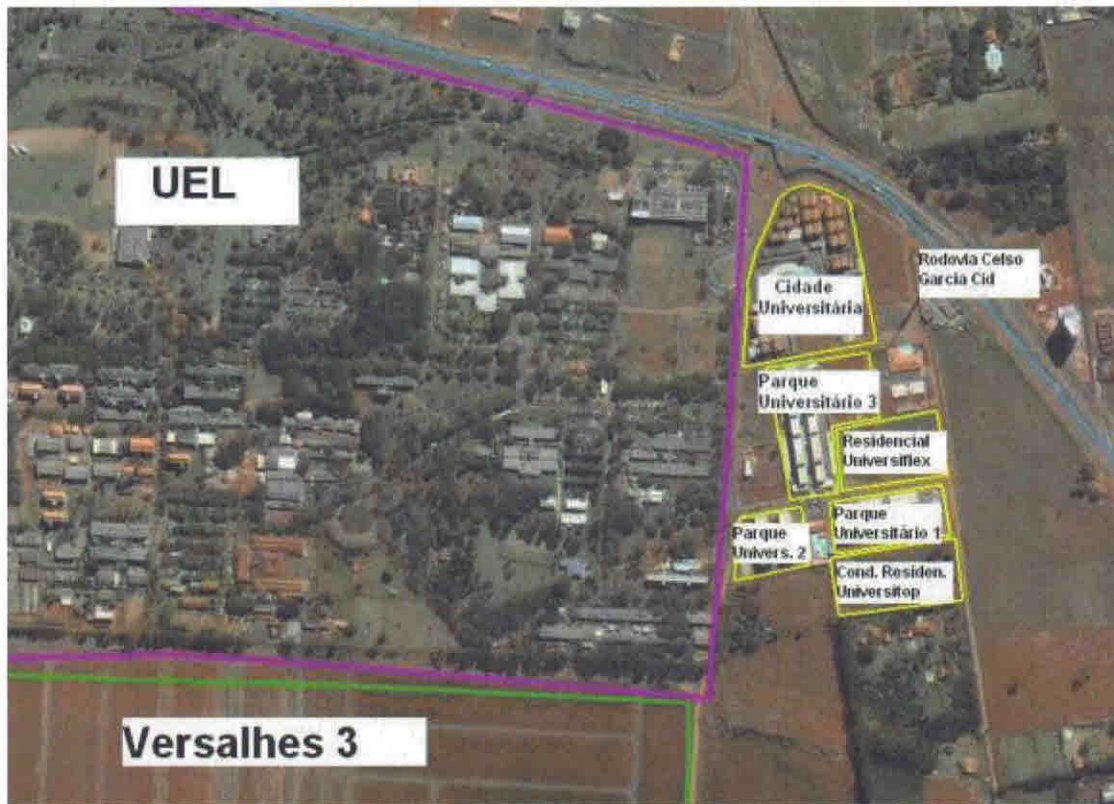 UEL
Rodovia Celso
Garcia Cid
Cidade
Universitária
Parque
Universitário 3
Residencial
Universiflex
Parque
Universitário 1
Parque
Univers. 2
Cond. Residen.
Universitop
Versalhes 3